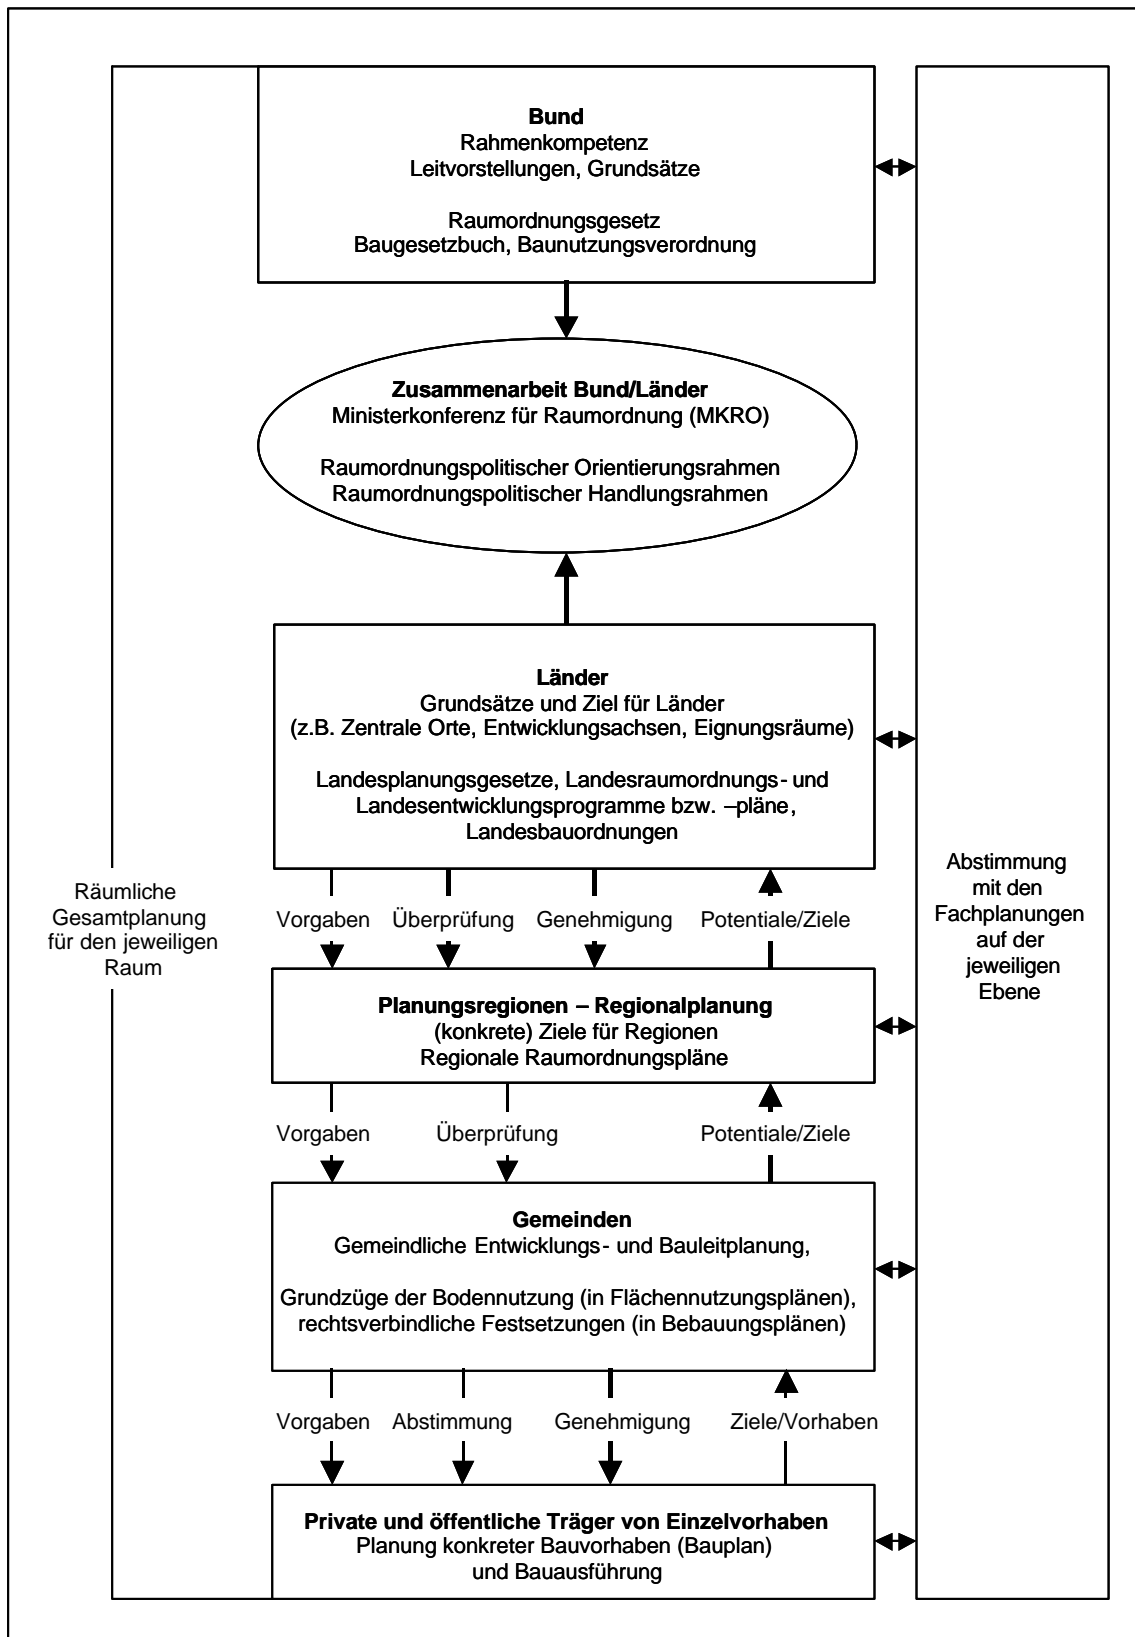 Bund
Rahmenkompetenz
Leitvorstellungen, Grundsätze
Raumordnungsgesetz
Baugesetzbuch, Baunutzungsverordnung
Zusammenarbeit Bund/Länder
Ministerkonferenz für Raumordnung (MKRO)
Raumordnungspolitischer Orientierungsrahmen
Raumordnungspolitischer Handlungsrahmen
Länder
Grundsätze und Ziel für Länder
(z.B. Zentrale Orte, Entwicklungsachsen, Eignungsräume)
Landesplanungsgesetze, Landesraumordnungs- und
Landesentwicklungsprogramme bzw. –pläne,
Landesbauordnungen
Räumliche
Gesamtplanung
für den jeweiligen
Raum
Vorgaben Überprüfung Genehmigung Potentiale/Ziele
Abstimmung
mit den
Fachplanungen
auf der
jeweiligen
Ebene
Planungsregionen – Regionalplanung
(konkrete) Ziele für Regionen
Regionale Raumordnungspläne
Vorgaben Überprüfung Potentiale/Ziele
Gemeinden
Gemeindliche Entwicklungs- und Bauleitplanung,
Grundzüge der Bodennutzung (in Flächennutzungsplänen),
rechtsverbindliche Festsetzungen (in Bebauungsplänen)
Vorgaben Abstimmung Genehmigung Ziele/Vorhaben
Private und öffentliche Träger von Einzelvorhaben
Planung konkreter Bauvorhaben (Bauplan)
und Bauausführung